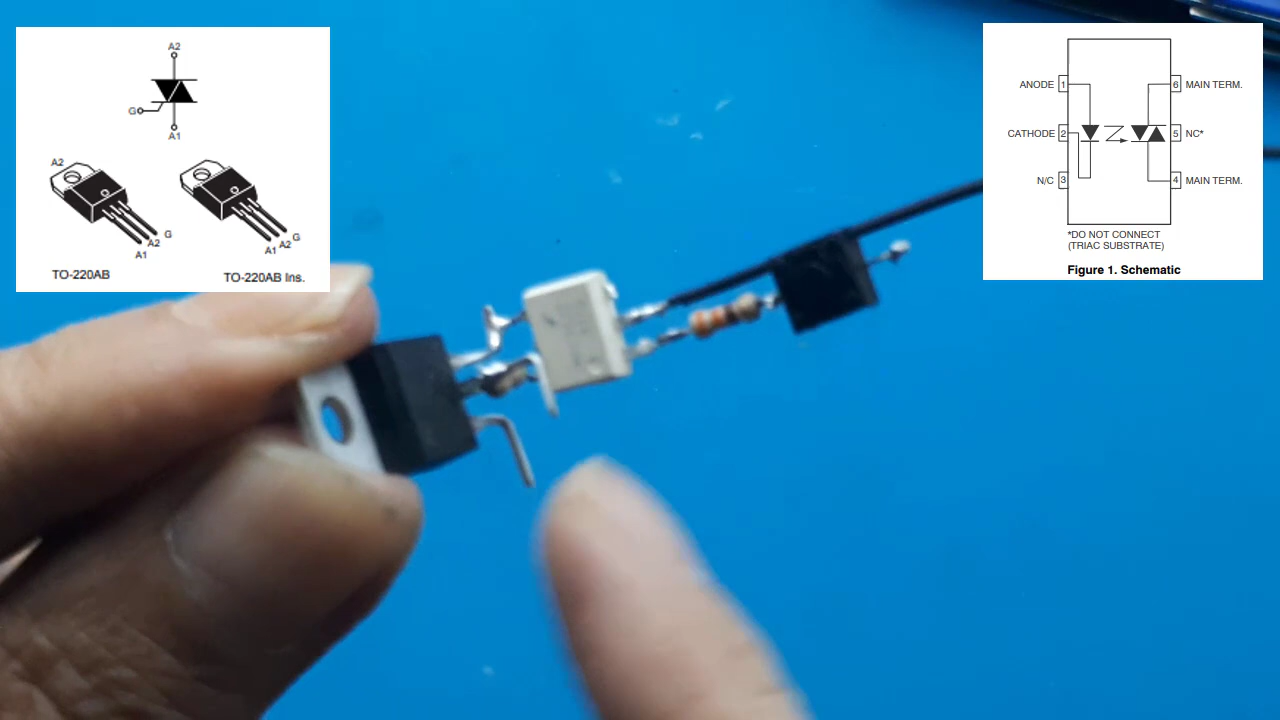 A2
G
A1
A2
G
A2
A1
G
A2
A1
TO-220AB
TO-220AB Ins.
ANODE 1
6 MAIN TERM.
CATHODE 2
5 NC*
N/C 3
4 MAIN TERM.
*DO NOT CONNECT
(TRIAC SUBSTRATE)
Figure 1. Schematic